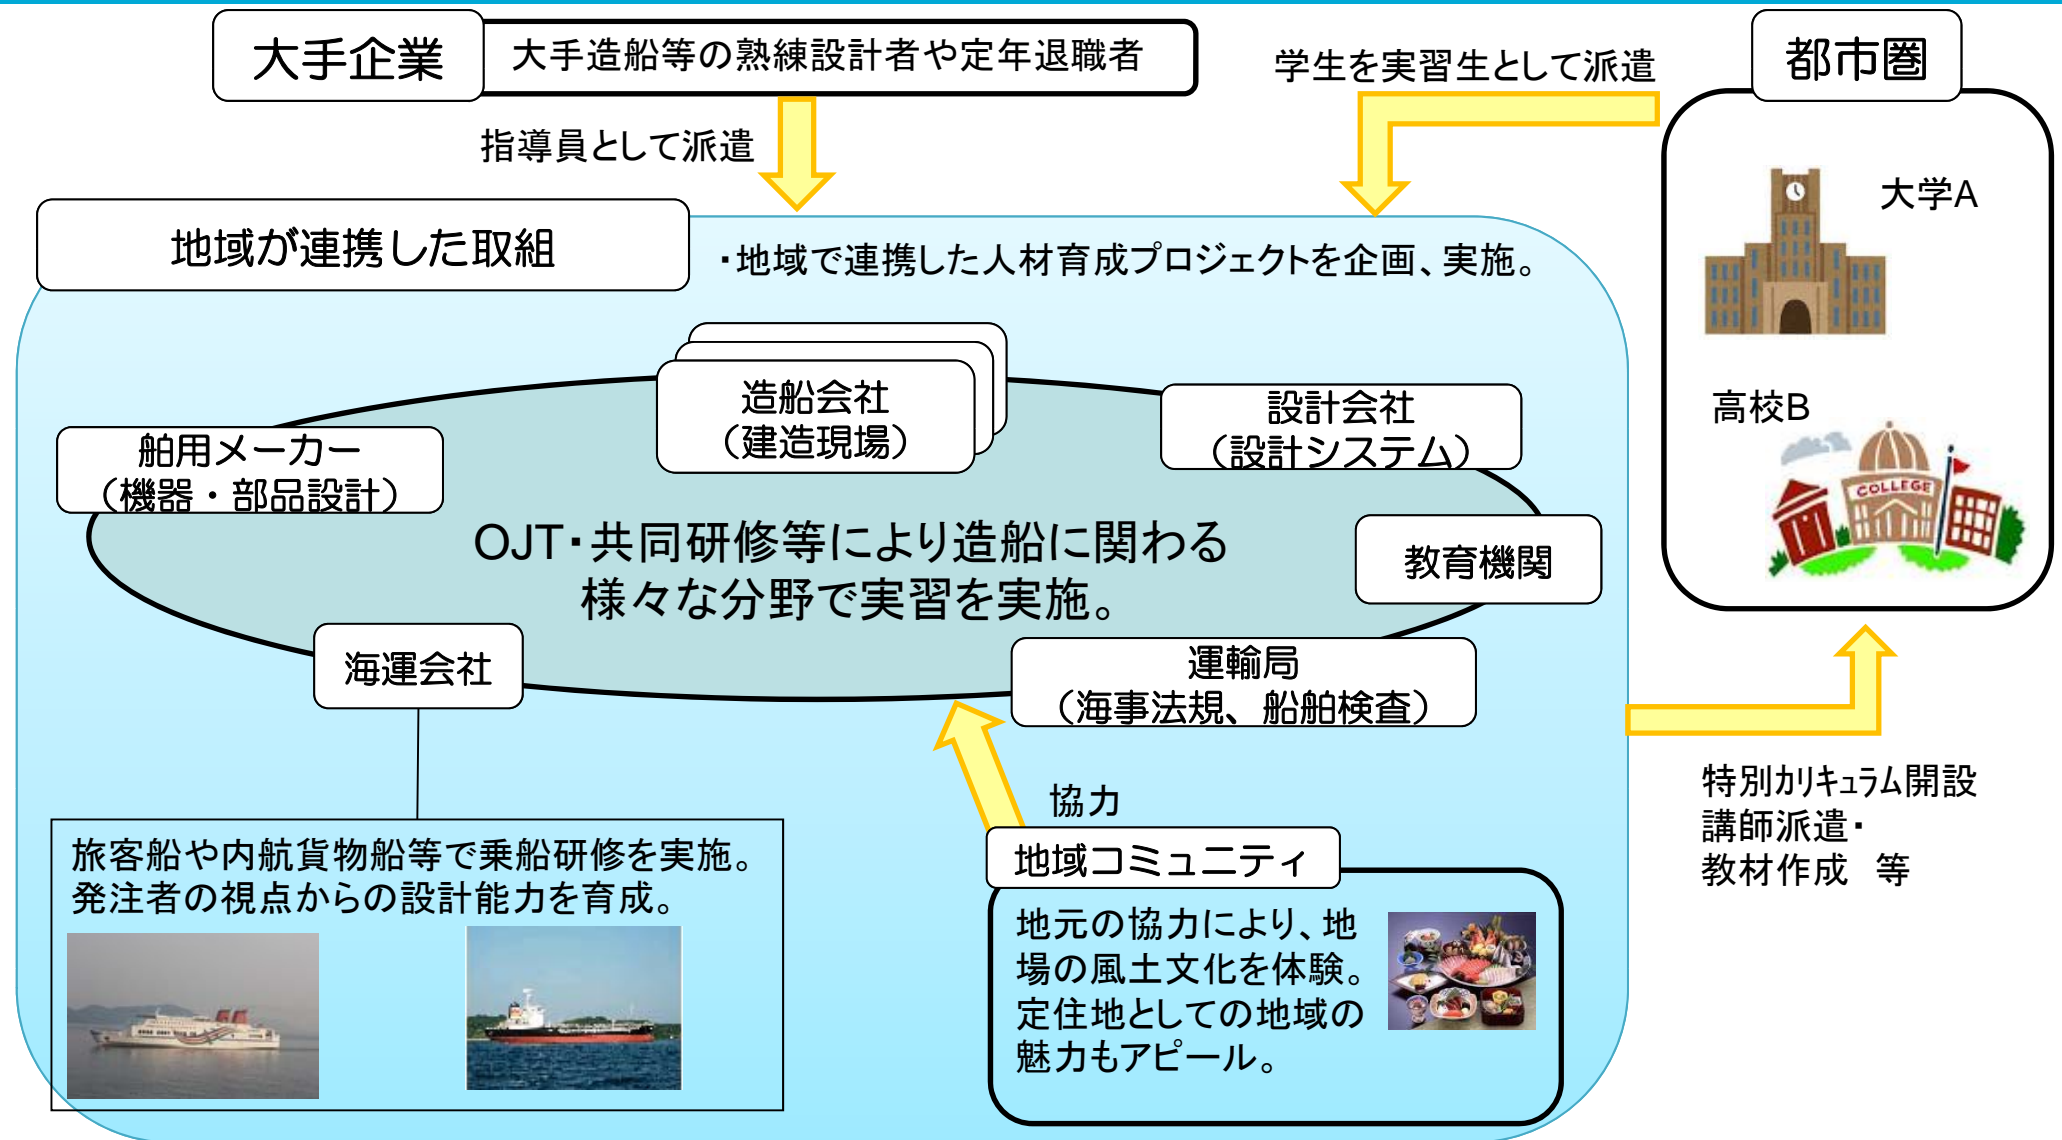 大手企業
大手造船等の熟練設計者や定年退職者
学生を実習生として派遣
都市圏
指導員として派遣
大学A
地域が連携した取組
・地域で連携した人材育成プロジェクトを企画、実施。
造船会社
（建造現場）
設計会社
（設計システム）
高校B
舶用メーカー
（機器・部品設計）
COLLEGE
OJT・共同研修等により造船に関わる
様々な分野で実習を実施。
教育機関
海運会社
運輸局
（海事法規、船舶検査）
協力
特別ｶﾘｷｭﾗﾑ開設
講師派遣・
教材作成　等
旅客船や内航貨物船等で乗船研修を実施。
発注者の視点からの設計能力を育成。
地域コミュニティ
地元の協力により、地
場の風土文化を体験。
定住地としての地域の
魅力もアピール。